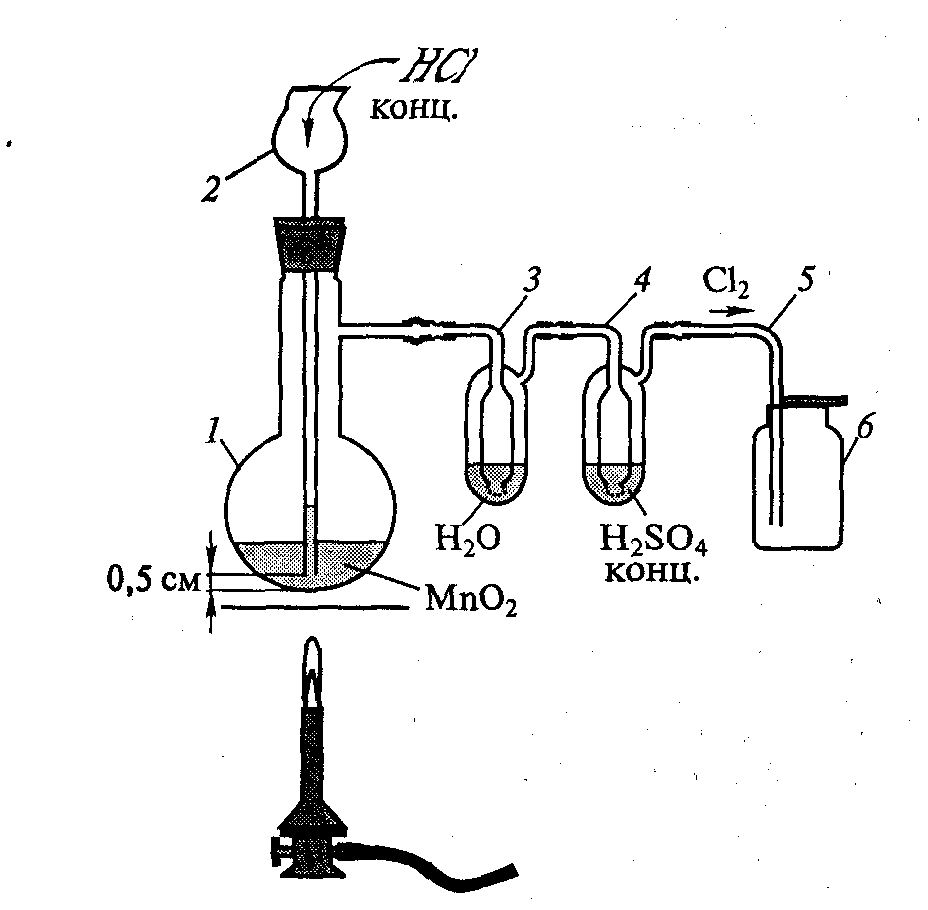 HCl
конц.
2
3
4
Cl₂
5
1
6
H₂O
H₂SO₄
конц.
0,5 см
MnO₂